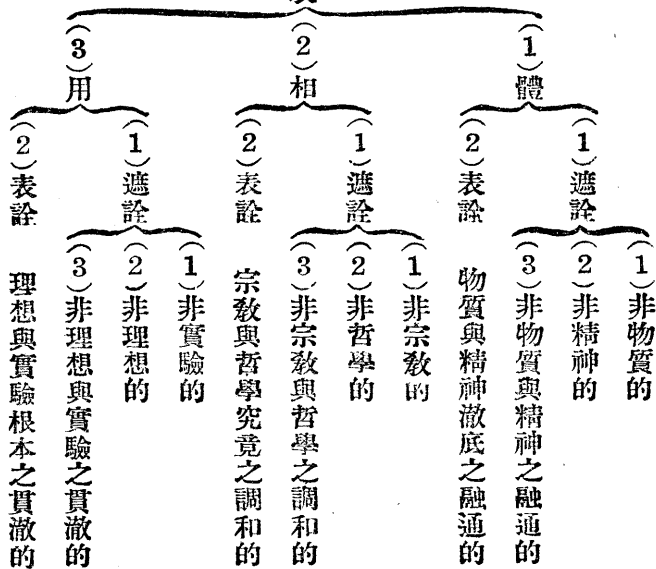 （1）體
（1）遮詮
（1）非物質的
（2）非精神的
（3）非物質與精神之融通的
（2）表詮
物質與精神澈底之融通的
（2）相
（1）遮詮
（1）非宗敎的
（2）非哲學的
（3）非宗敎與哲學之調和的
（2）表詮
宗敎與哲學究竟之調和的
（3）用
（1）遮詮
（1）非實驗的
（2）非理想的
（3）非理想與實驗之貫澈的
（2）表詮
理想與實驗根本之貫澈的